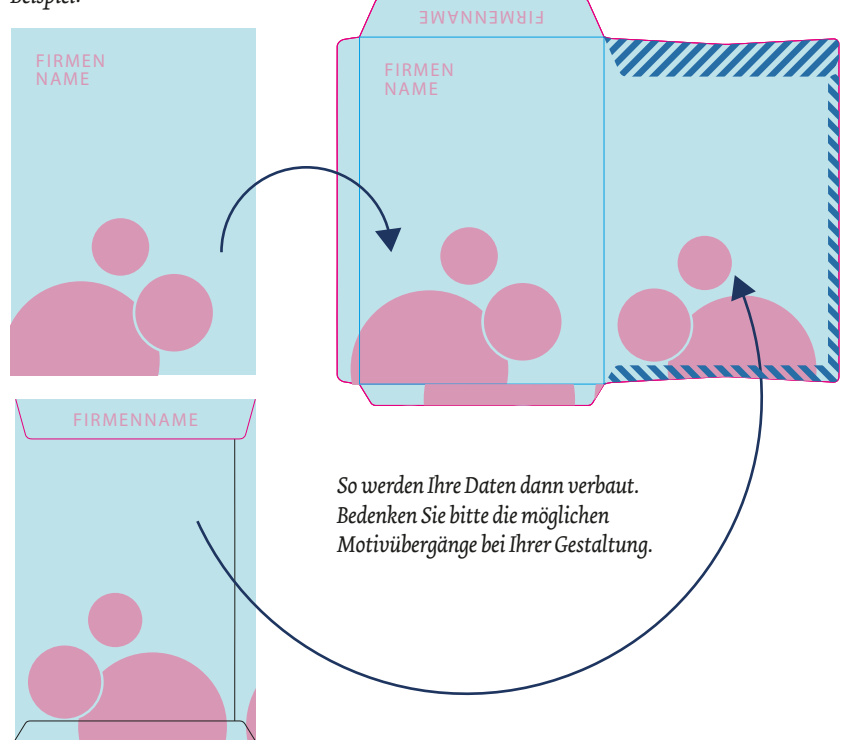 Beispiel:
FIRMENNAME
FIRMEN
NAME
FIRMEN
NAME
FIRMENNAME
So werden Ihre Daten dann verbaut.
Bedenken Sie bitte die möglichen
Motivübergänge bei Ihrer Gestaltung.